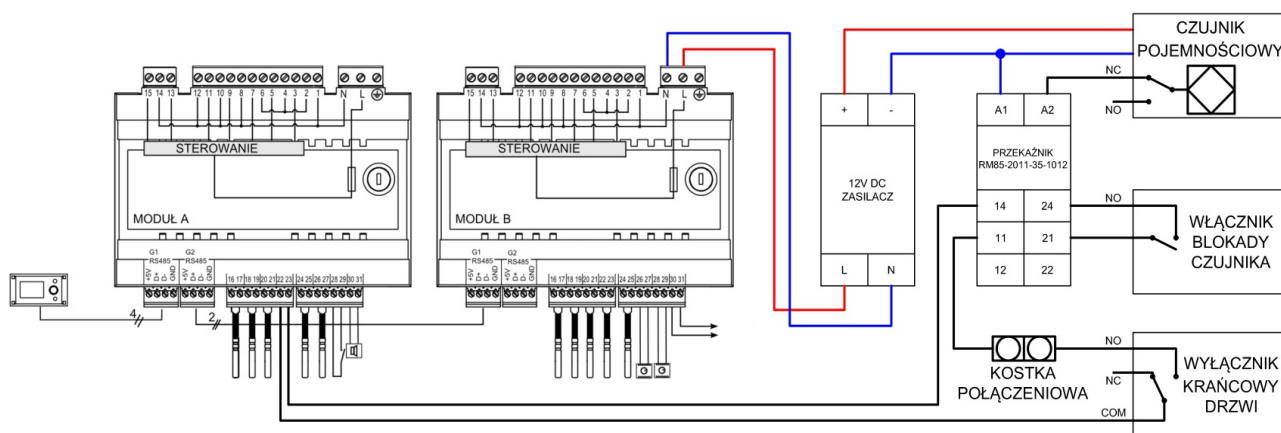 15 14 13 12 11 10 9 8 7 6 5 4 3 2 1 N L
STEROWANIE
MODUŁ A
G1 G2
RS485 RS485
+5V D+ D- GND +5V D+ D- GND
16 17 18 19 20 21 22 23 24 25 26 27 28 29 30 31
4
2
15 14 13 12 11 10 9 8 7 6 5 4 3 2 1 N L
STEROWANIE
MODUŁ B
G1 G2
RS485 RS485
+5V D+ D- GND +5V D+ D- GND
16 17 18 19 20 21 22 23 24 25 26 27 28 29 30 31
+ -
12V DC
ZASILACZ
L N
A1 A2
PRZEKAŹNIK
RM85-2011-35-1012
14 24
11 21
12 22
CZUJNIK
POJEMNOŚCIOWY
NC
NO
NO
WŁĄCZNIK
BLOKADY
CZUJNIKA
KOSTKA
POŁĄCZENIOWA
NO
NC
COM
WYŁĄCZNIK
KRAŃCOWY
DRZWI